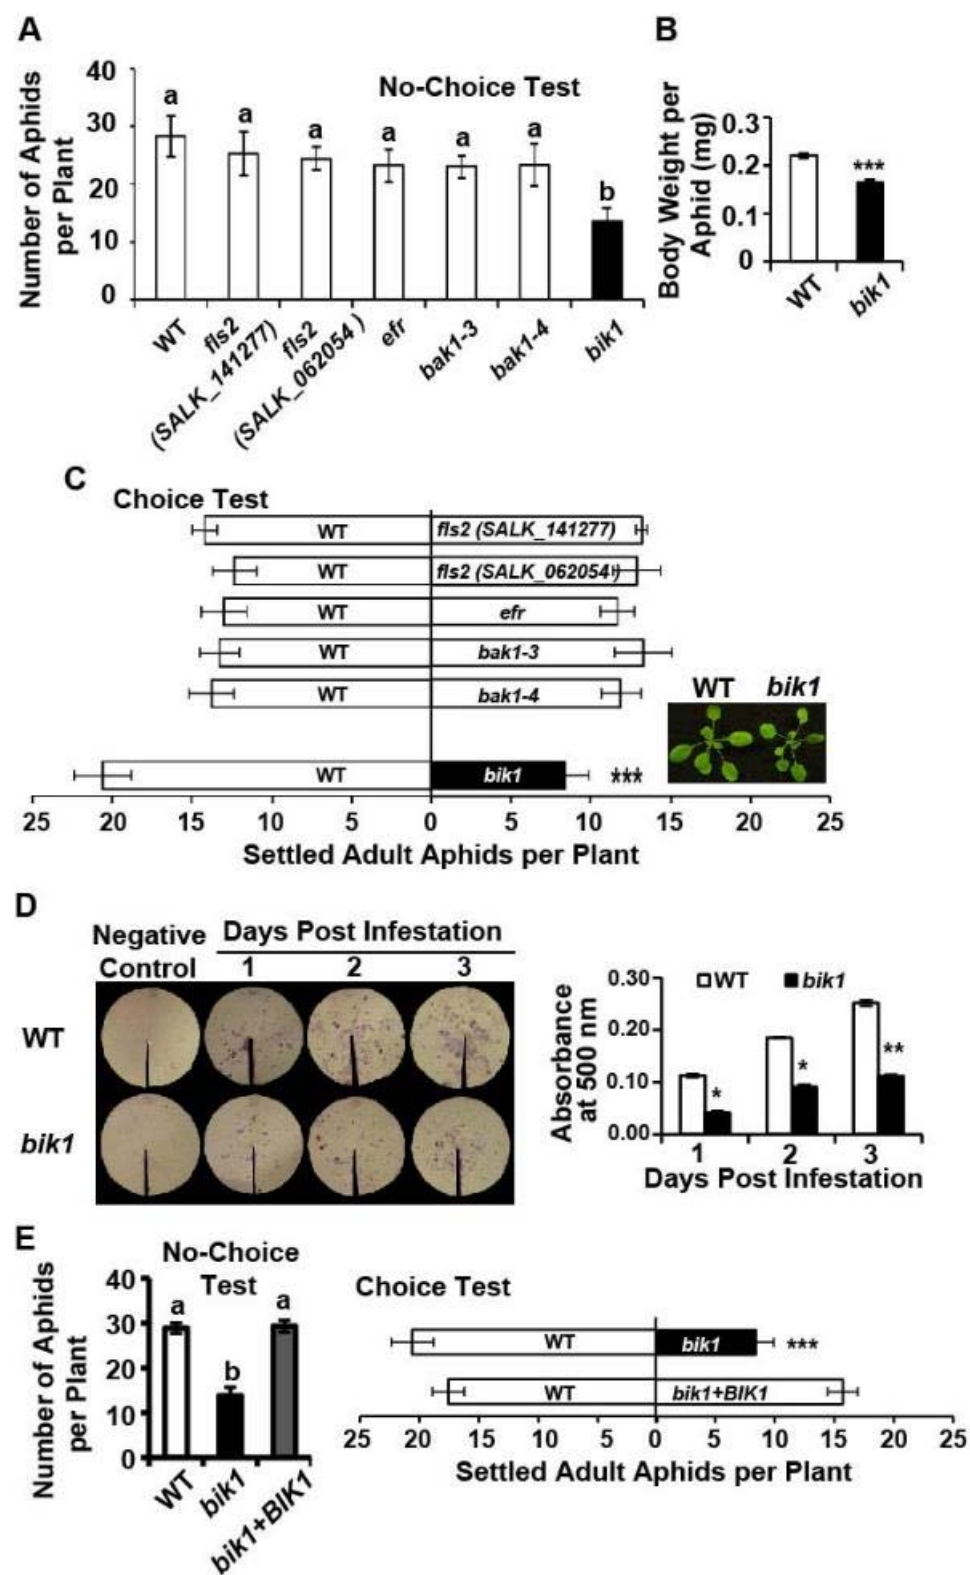 A
Number of Aphids
per Plant
40
30
20
10
0
No-Choice Test
a
a
a
a
a
a
b
WT
fls2
(SALK_141277)
fls2
(SALK_062054)
efr
bak1-3
bak1-4
bik1
B
Body Weight per
Aphid (mg)
0.3
0.2
0.1
0
***
WT
bik1
C
Choice Test
WT fls2 (SALK_141277)
WT fls2 (SALK_062054)
WT efr
WT bak1-3
WT bak1-4
WT bik1 ***
WT bik1
25 20 15 10 5 0 5 10 15 20 25
Settled Adult Aphids per Plant
D
Negative
Control
Days Post Infestation
1 2 3
WT
bik1
Absorbance
at 500 nm
0.30
0.20
0.10
0.00
WT bik1
*
*
**
1 2 3
Days Post Infestation
E
No-Choice
Test
Number of Aphids
per Plant
40
30
20
10
0
a
b
a
WT
bik1
bik1+BIK1
Choice Test
WT bik1 ***
WT bik1+BIK1
25 20 15 10 5 0 5 10 15 20 25
Settled Adult Aphids per Plant